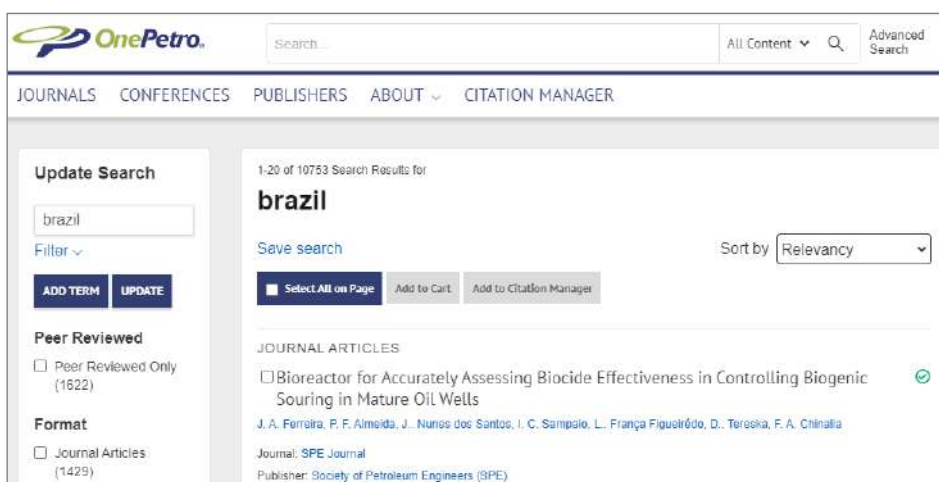 OnePetro.
Search...
All Content
Advanced
Search
JOURNALS CONFERENCES PUBLISHERS ABOUT CITATION MANAGER
Update Search
brazil
Filter
ADD TERM UPDATE
Peer Reviewed
Peer Reviewed Only
(1622)
Format
Journal Articles
(1429)
1-20 of 10753 Search Results for
brazil
Save search
Sort by Relevancy
Select All on Page Add to Cart Add to Citation Manager
JOURNAL ARTICLES
Bioreactor for Accurately Assessing Biocide Effectiveness in Controlling Biogenic
Souring in Mature Oil Wells
J. A. Ferreira, P. F. Almeida, J.. Nunes dos Santos, I. C. Sampaio, L.. França Figueirêdo, D.. Tereska, F. A. Chinalia
Journal: SPE Journal
Publisher: Society of Petroleum Engineers (SPE)